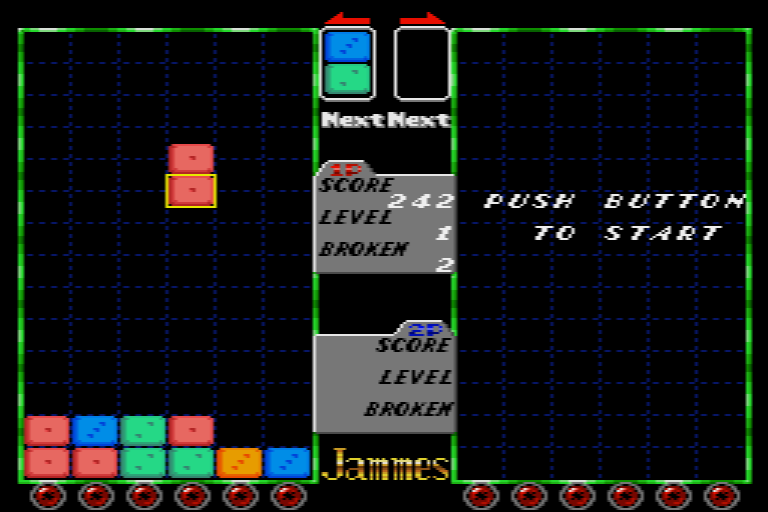 Next Next
1P
SCORE
242
LEVEL
1
BROKEN
2
PUSH BUTTON
TO START
2P
SCORE
LEVEL
BROKEN
Jammes